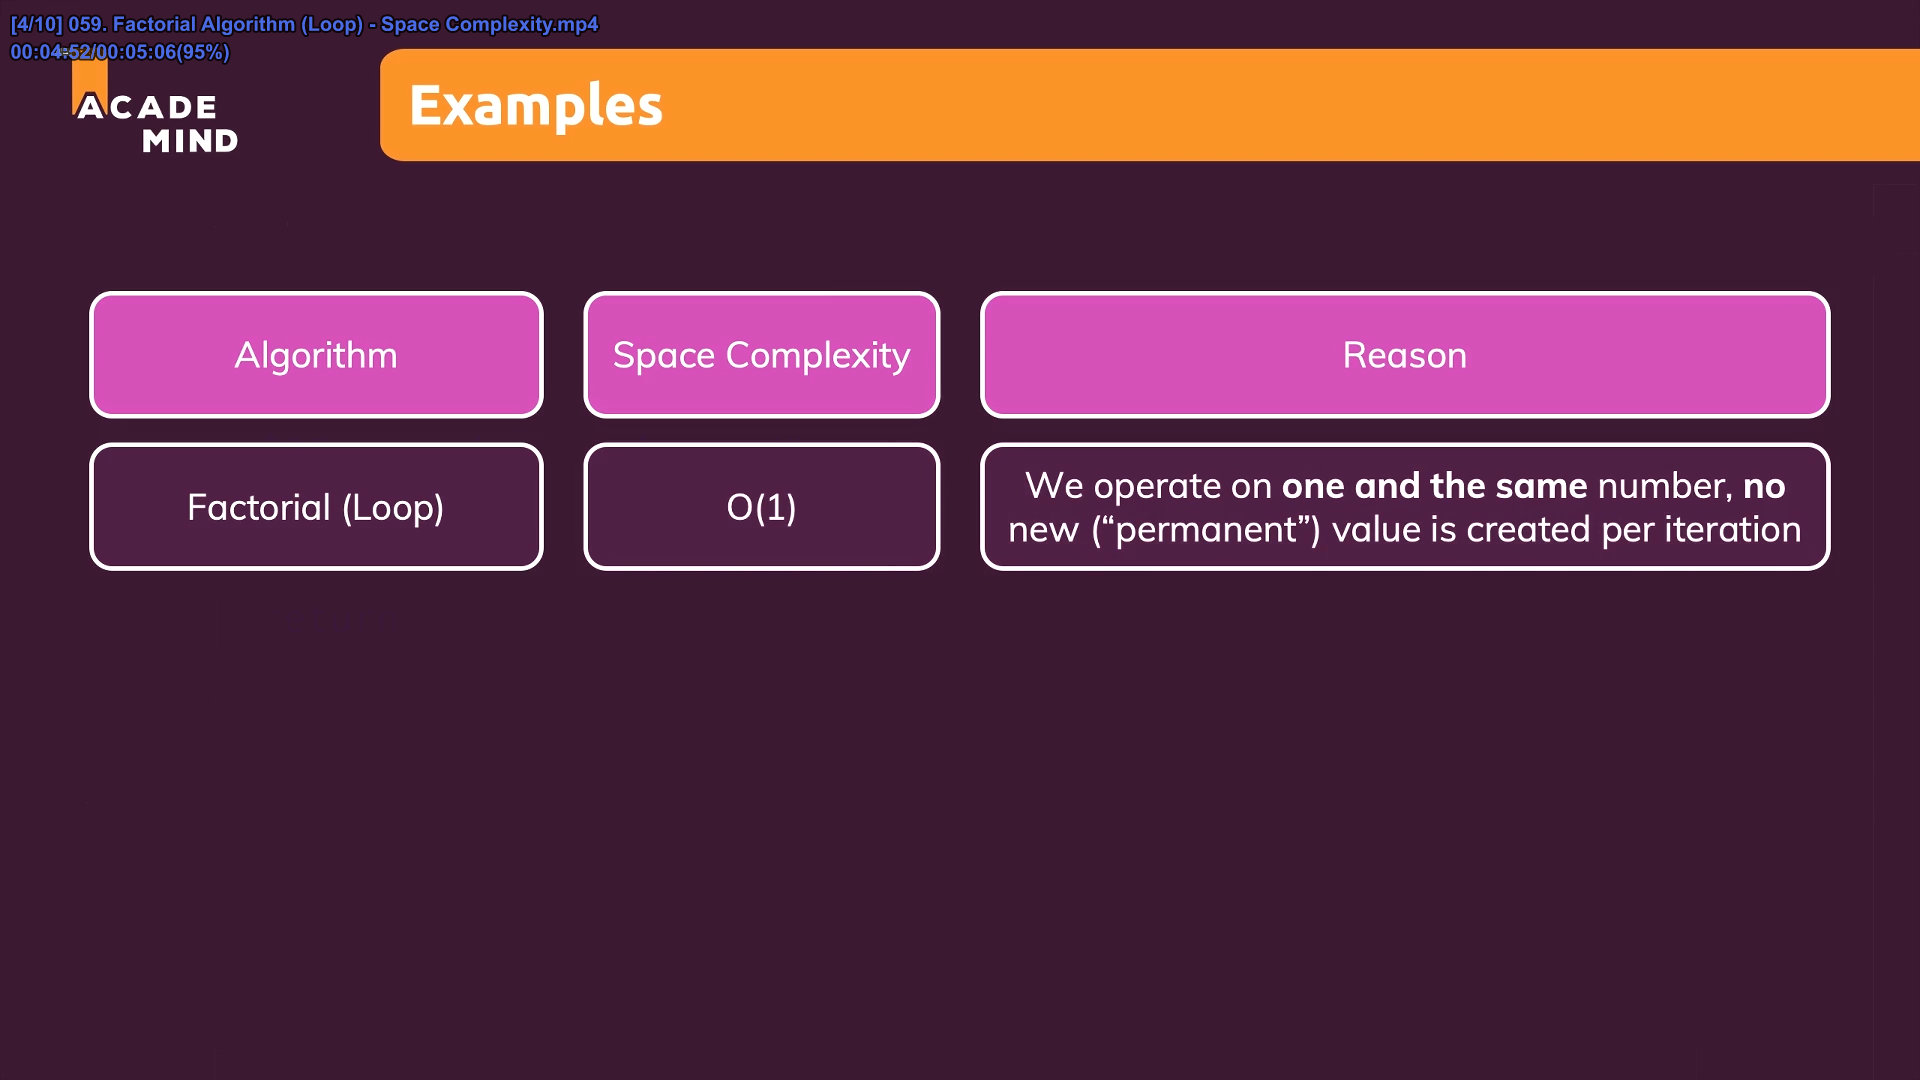 [4/10] 059. Factorial Algorithm (Loop) - Space Complexity.mp4
00:04:52/00:05:06(95%)
ACADE
MIND
Examples
Algorithm
Space Complexity
Reason
Factorial (Loop)
O(1)
We operate on one and the same number, no
new (“permanent”) value is created per iteration